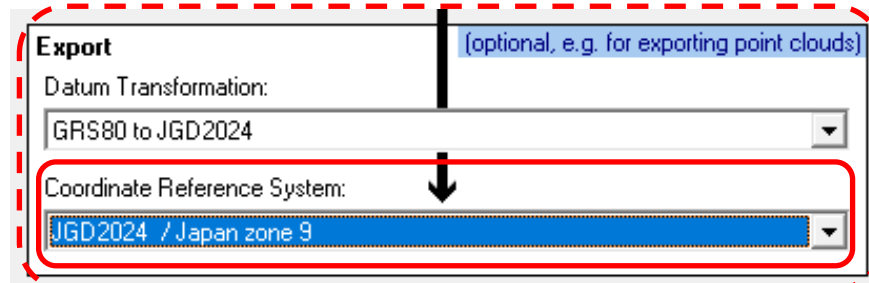 Export
(optional, e.g. for exporting point clouds)
Datum Transformation:
GRS80 to JGD2024
Coordinate Reference System:
JGD2024 / Japan zone 9